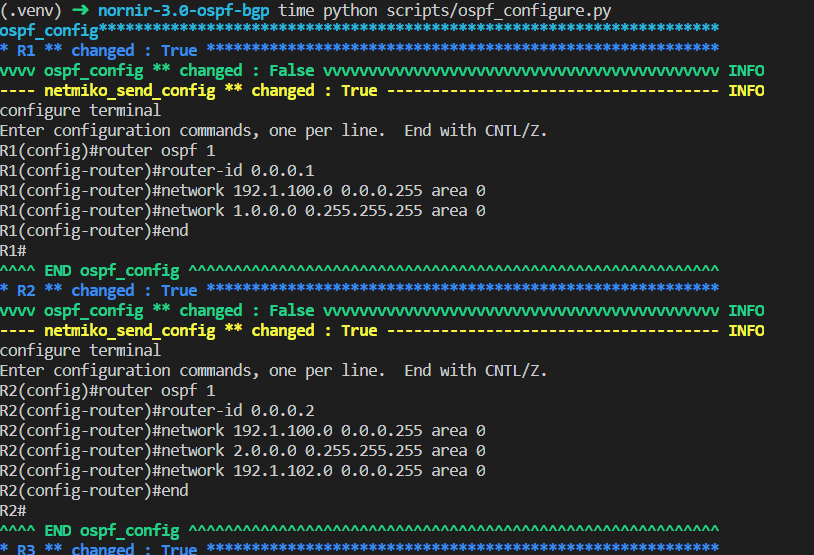 (.venv) ➔ nornir-3.0-ospf-bgp time python scripts/ospf_configure.py
ospf_config*********************************************************************
* R1 ** changed : True *********************************************************
vvvv ospf_config ** changed : False vvvvvvvvvvvvvvvvvvvvvvvvvvvvvvvvvvvvvvvvvvvv INFO
---- netmiko_send_config ** changed : True ------------------------------------- INFO
configure terminal
Enter configuration commands, one per line.  End with CNTL/Z.
R1(config)#router ospf 1
R1(config-router)#router-id 0.0.0.1
R1(config-router)#network 192.1.100.0 0.0.0.255 area 0
R1(config-router)#network 1.0.0.0 0.255.255.255 area 0
R1(config-router)#end
R1#
^^^^ END ospf_config ^^^^^^^^^^^^^^^^^^^^^^^^^^^^^^^^^^^^^^^^^^^^^^^^^^^^^^^^^^^
* R2 ** changed : True *********************************************************
vvvv ospf_config ** changed : False vvvvvvvvvvvvvvvvvvvvvvvvvvvvvvvvvvvvvvvvvvvv INFO
---- netmiko_send_config ** changed : True ------------------------------------- INFO
configure terminal
Enter configuration commands, one per line.  End with CNTL/Z.
R2(config)#router ospf 1
R2(config-router)#router-id 0.0.0.2
R2(config-router)#network 192.1.100.0 0.0.0.255 area 0
R2(config-router)#network 2.0.0.0 0.255.255.255 area 0
R2(config-router)#network 192.1.102.0 0.0.0.255 area 0
R2(config-router)#end
R2#
^^^^ END ospf_config ^^^^^^^^^^^^^^^^^^^^^^^^^^^^^^^^^^^^^^^^^^^^^^^^^^^^^^^^^^^
* R3 ** changed : True *********************************************************